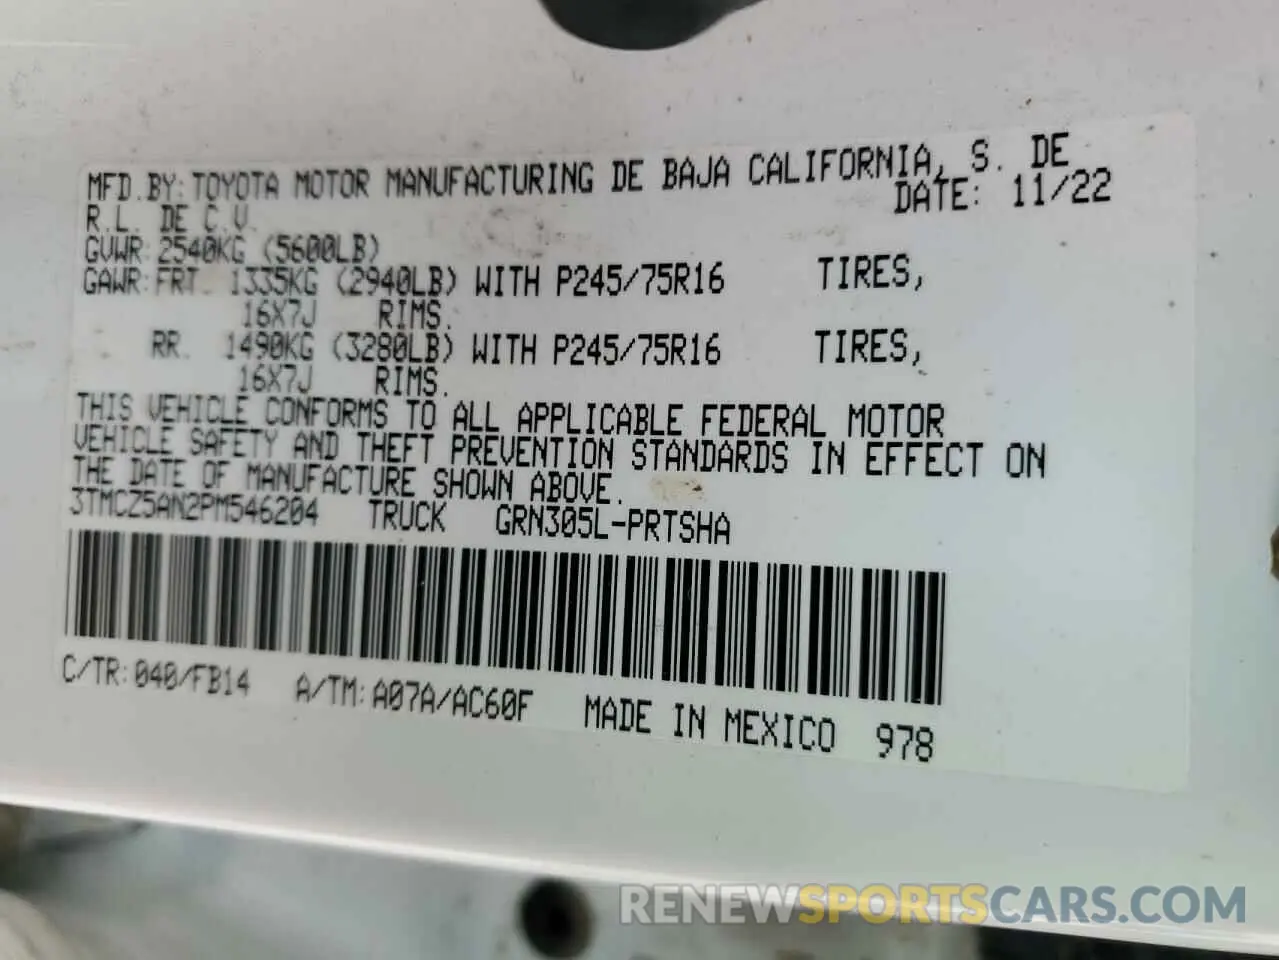 MFD.BY: TOYOTA MOTOR MANUFACTURING DE BAJA CALIFORNIA, S. DE
R.L. DE C.V. DATE: 11/22
GVWR: 2540KG (5600LB)
GAWR: FRT. 1335KG (2940LB) WITH P245/75R16 TIRES,
16X7J RIMS.
RR. 1490KG (3280LB) WITH P245/75R16 TIRES,
16X7J RIMS.
THIS VEHICLE CONFORMS TO ALL APPLICABLE FEDERAL MOTOR
VEHICLE SAFETY AND THEFT PREVENTION STANDARDS IN EFFECT ON
THE DATE OF MANUFACTURE SHOWN ABOVE.
3TMCZ5AN2PM546204 TRUCK GRN305L-PRTSHA
C/TR: 040/FB14 A/TM: A07A/AC60F MADE IN MEXICO 978
RENEWSPORTSCARS.COM